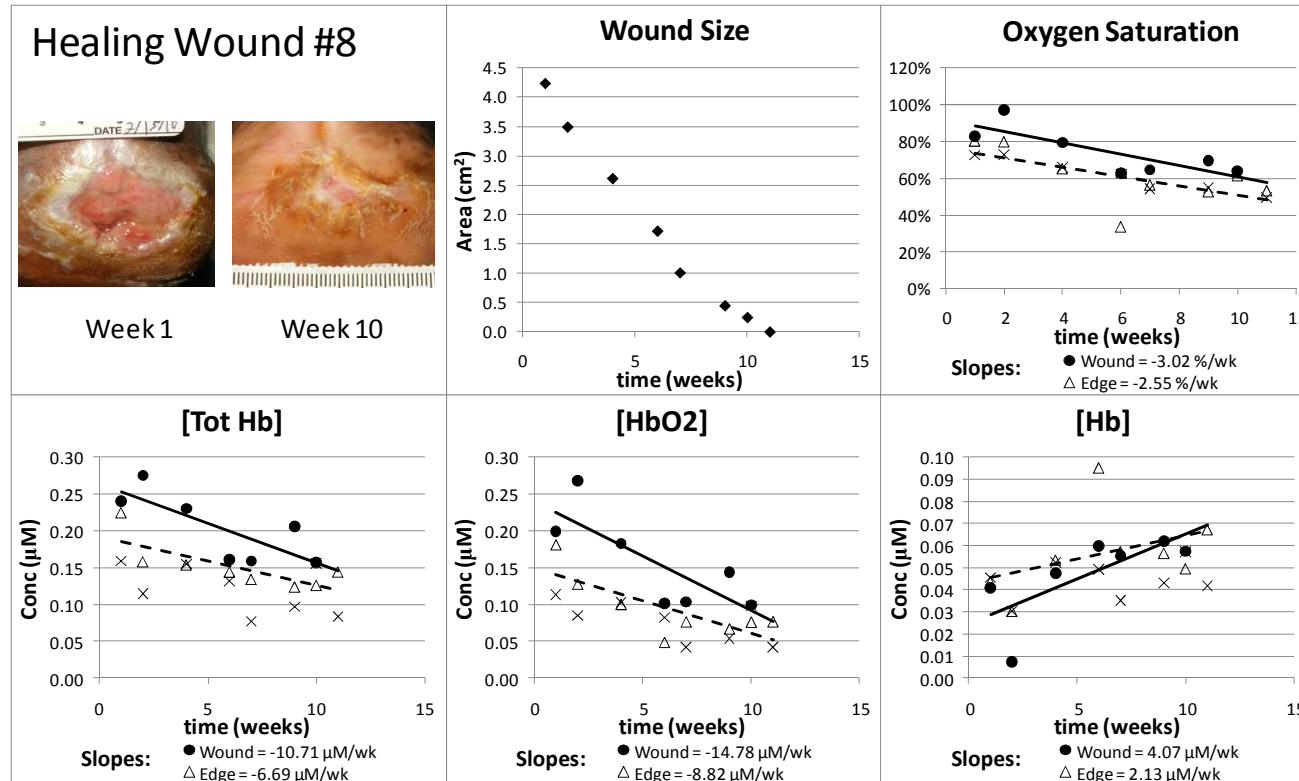 Healing Wound #8
DATE
Week 1
Week 10
Wound Size
Area (cm²)
4.5
4.0
3.5
3.0
2.5
2.0
1.5
1.0
0.5
0.0
0 5 10 15
time (weeks)
Oxygen Saturation
120%
100%
80%
60%
40%
20%
0%
0 2 4 6 8 10
time (weeks)
Slopes:
Wound = -3.02 %/wk
Edge = -2.55 %/wk
[Tot Hb]
Conc (μM)
0.30
0.25
0.20
0.15
0.10
0.05
0.00
0 5 10 15
time (weeks)
Slopes:
Wound = -10.71 μM/wk
Edge = -6.69 μM/wk
[HbO2]
Conc (μM)
0.30
0.25
0.20
0.15
0.10
0.05
0.00
0 5 10 15
time (weeks)
Slopes:
Wound = -14.78 μM/wk
Edge = -8.82 μM/wk
[Hb]
Conc (μM)
0.10
0.09
0.08
0.07
0.06
0.05
0.04
0.03
0.02
0.01
0.00
0 5 10 15
time (weeks)
Slopes:
Wound = 4.07 μM/wk
Edge = 2.13 μM/wk